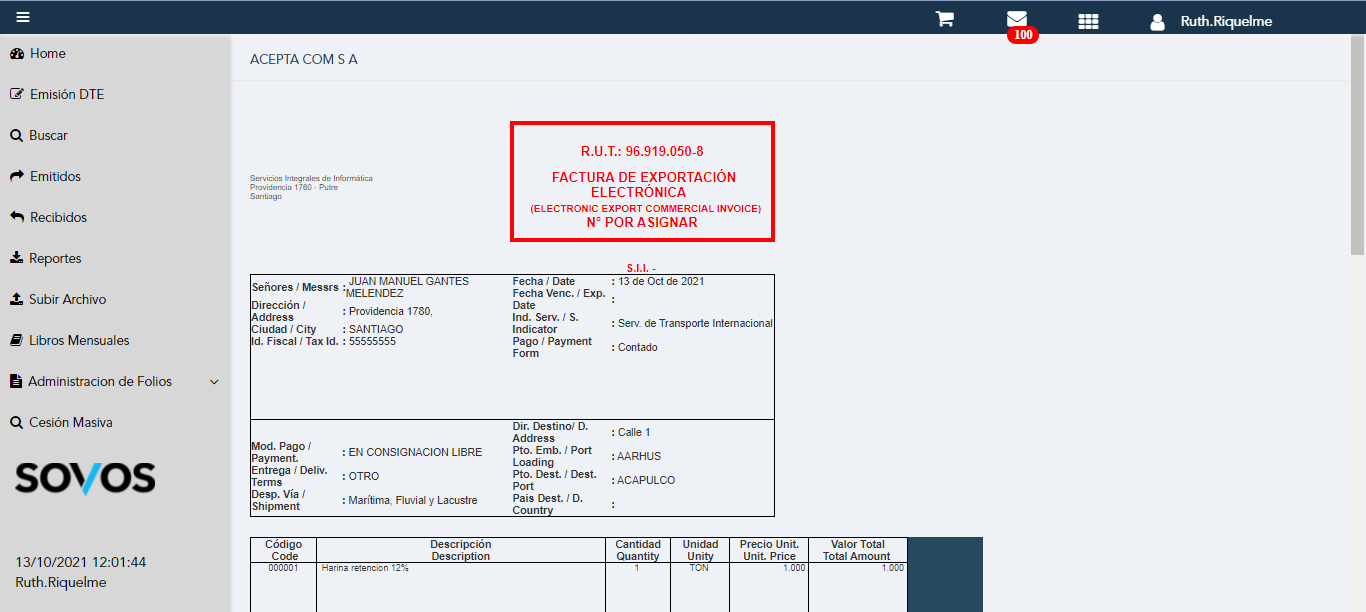 Ruth.Riquelme
100
Home
Emisión DTE
Buscar
Emitidos
Recibidos
Reportes
Subir Archivo
Libros Mensuales
Administracion de Folios
Cesión Masiva
SOVOS
13/10/2021 12:01:44
Ruth.Riquelme
ACEPTA COM S A
Servicios Integrales de Informática
Providencia 1760 - Putre
Santiago
R.U.T.: 96.919.050-8
FACTURA DE EXPORTACIÓN
ELECTRÓNICA
(ELECTRONIC EXPORT COMMERCIAL INVOICE)
N° POR ASIGNAR
S.I.I. -
Señores / Messrs : JUAN MANUEL GANTES
MELENDEZ
Dirección /
Address : Providencia 1780,
Ciudad / City : SANTIAGO
Id. Fiscal / Tax Id. : 55555555
Fecha / Date : 13 de Oct de 2021
Fecha Venc. / Exp.
Date :
Ind. Serv. / S.
Indicator : Serv. de Transporte Internacional
Pago / Payment
Form : Contado
Mod. Pago /
Payment. : EN CONSIGNACION LIBRE
Entrega / Deliv.
Terms : OTRO
Desp. Vía /
Shipment : Marítima, Fluvial y Lacustre
Dir. Destino/ D.
Address : Calle 1
Pto. Emb. / Port
Loading : AARHUS
Pto. Dest. / Dest.
Port : ACAPULCO
Pais Dest. / D.
Country :
Código Descripción Cantidad Unidad Precio Unit. Valor Total
Code Description Quantity Unity Unit. Price Total Amount
000001 Harina retencion 12% 1 TON 1.000 1.000